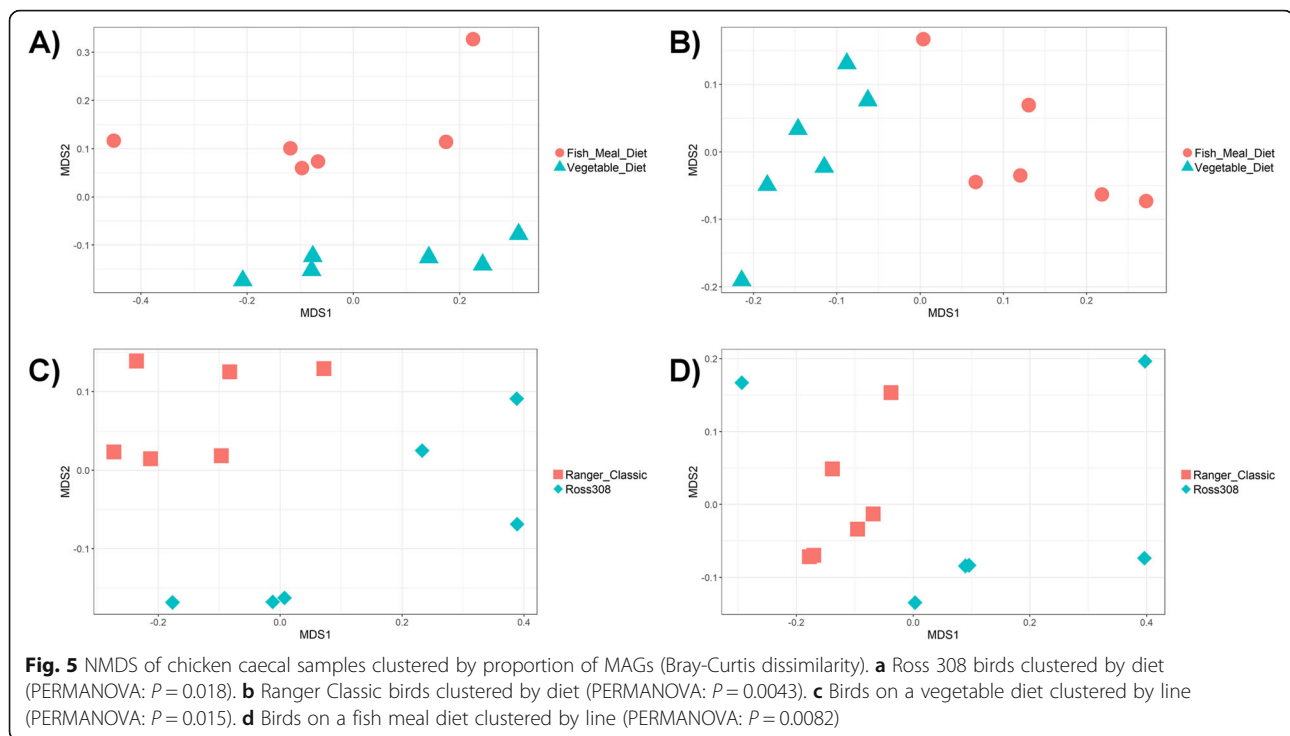 A)
0.3
0.2
0.1
0.0
-0.1
MDS2
-0.4
-0.2
0.0
0.2
MDS1
Fish_Meal_Diet
Vegetable_Diet
B)
0.1
0.0
-0.1
-0.2
MDS2
-0.2
-0.1
0.0
0.1
0.2
MDS1
Fish_Meal_Diet
Vegetable_Diet
C)
0.1
0.0
-0.1
MDS2
-0.2
0.0
0.2
0.4
MDS1
Ranger_Classic
Ross308
D)
0.2
0.1
0.0
-0.1
MDS2
-0.2
0.0
0.2
0.4
MDS1
Ranger_Classic
Ross308
Fig. 5 NMDS of chicken caecal samples clustered by proportion of MAGs (Bray-Curtis dissimilarity). a Ross 308 birds clustered by diet
(PERMANOVA: P = 0.018). b Ranger Classic birds clustered by diet (PERMANOVA: P = 0.0043). c Birds on a vegetable diet clustered by line
(PERMANOVA: P = 0.015). d Birds on a fish meal diet clustered by line (PERMANOVA: P = 0.0082)